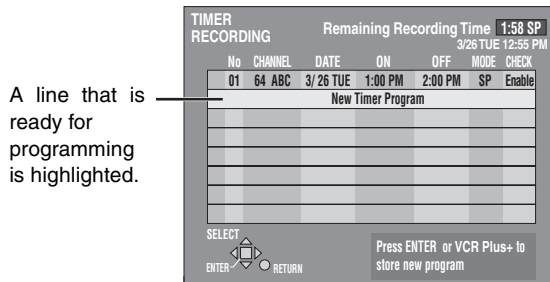 A line that is
ready for
programming
is highlighted.
TIMER
RECORDING
Remaining Recording Time 1:58 SP
3/26 TUE 12:55 PM
No CHANNEL DATE ON OFF MODE CHECK
01 64 ABC 3/ 26 TUE 1:00 PM 2:00 PM SP Enable
New Timer Program
SELECT
ENTER
RETURN
Press ENTER or VCR Plus+ to
store new program